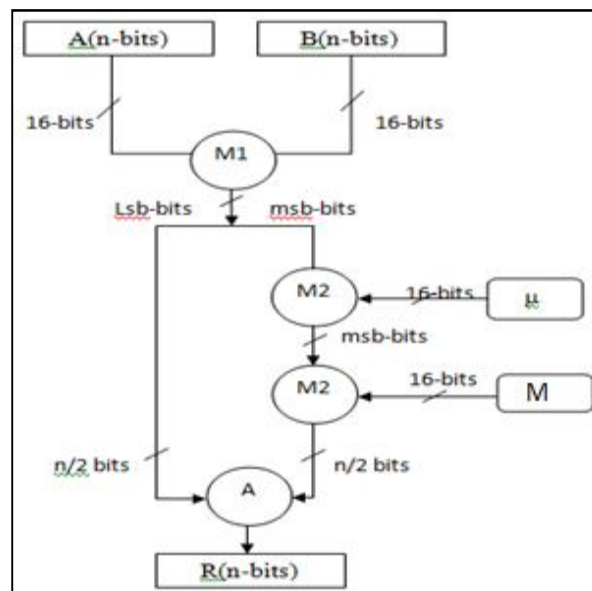 A(n-bits) B(n-bits)
16-bits 16-bits
M1
Lsb-bits msb-bits
M2 16-bits μ
msb-bits
M2 16-bits M
n/2 bits n/2 bits
A
R(n-bits)